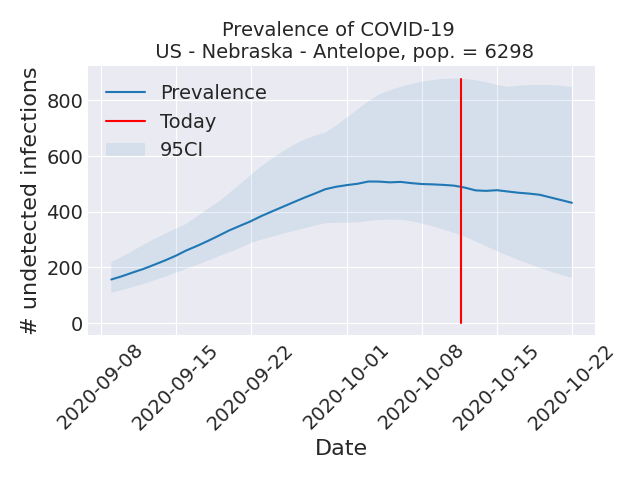 Prevalence of COVID-19
US - Nebraska - Antelope, pop. = 6298
# undetected infections
800
600
400
200
0
Prevalence
Today
95CI
2020-09-08
2020-09-15
2020-09-22
2020-10-01
2020-10-08
2020-10-15
2020-10-22
Date